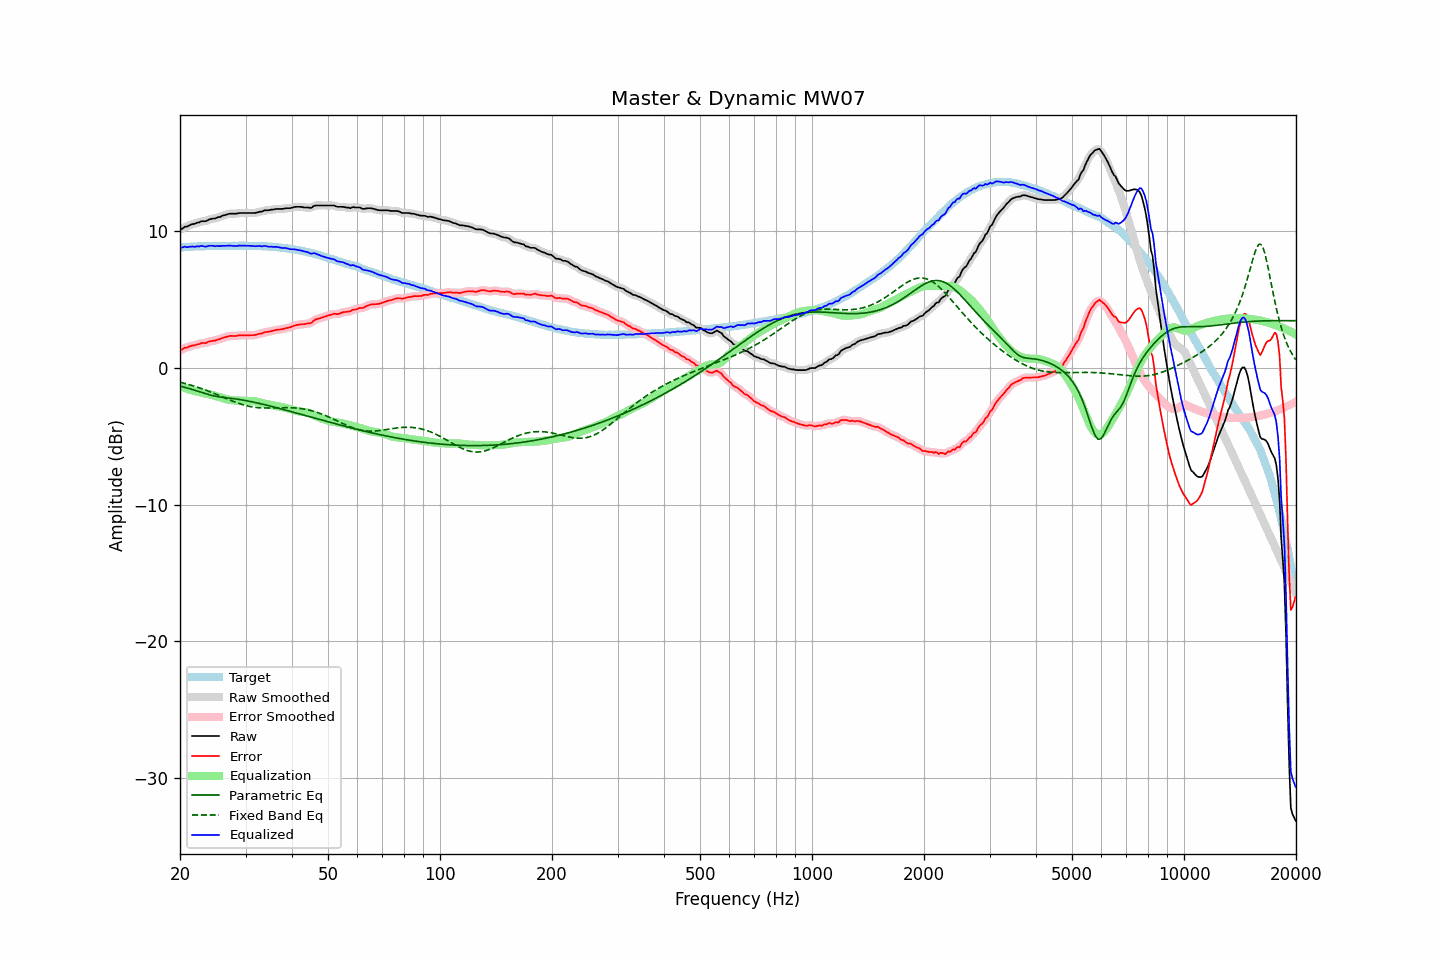 Master & Dynamic MW07
Amplitude (dBr)
10
0
−10
−20
−30
Target
Raw Smoothed
Error Smoothed
Raw
Error
Equalization
Parametric Eq
Fixed Band Eq
Equalized
20 50 100 200 500 1000 2000 5000 10000 20000
Frequency (Hz)